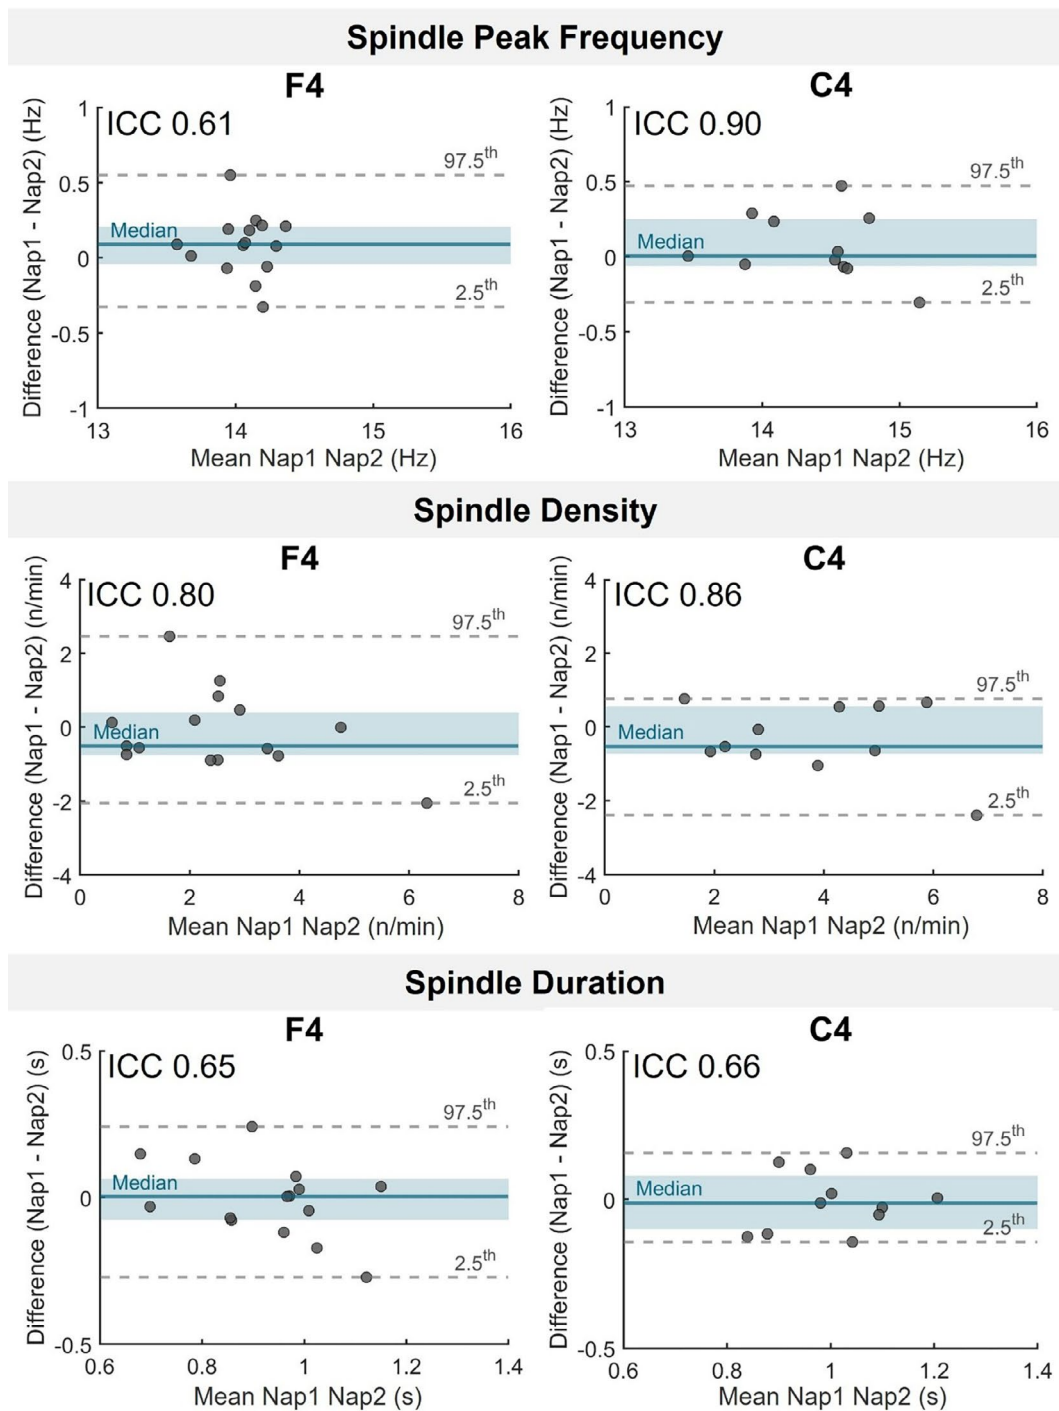 Spindle Peak Frequency
F4
C4
Difference (Nap1 - Nap2) (Hz)
1
0.5
0
-0.5
-1
ICC 0.61
97.5th
Median
2.5th
13
14
15
16
Mean Nap1 Nap2 (Hz)
Difference (Nap1 - Nap2) (Hz)
1
0.5
0
-0.5
-1
ICC 0.90
97.5th
Median
2.5th
13
14
15
16
Mean Nap1 Nap2 (Hz)
Spindle Density
F4
C4
Difference (Nap1 - Nap2) (n/min)
4
2
0
-2
-4
ICC 0.80
97.5th
Median
2.5th
0
2
4
6
8
Mean Nap1 Nap2 (n/min)
Difference (Nap1 - Nap2) (n/min)
4
2
0
-2
-4
ICC 0.86
97.5th
Median
2.5th
0
2
4
6
8
Mean Nap1 Nap2 (n/min)
Spindle Duration
F4
C4
Difference (Nap1 - Nap2) (s)
0.5
0
-0.5
ICC 0.65
97.5th
Median
2.5th
0.6
0.8
1
1.2
1.4
Mean Nap1 Nap2 (s)
Difference (Nap1 - Nap2) (s)
0.5
0
-0.5
ICC 0.66
97.5th
Median
2.5th
0.6
0.8
1
1.2
1.4
Mean Nap1 Nap2 (s)